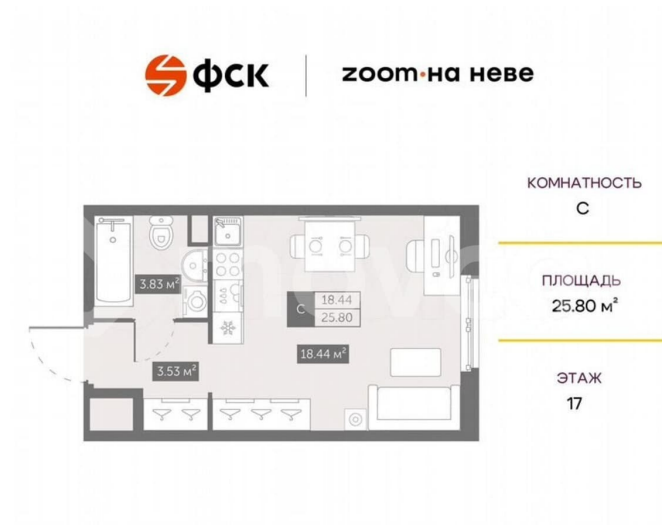 ФСК
zoom•на неве
КОМНАТНОСТЬ
С
ПЛОЩАДЬ
25.80 м²
ЭТАЖ
17
3.83 м²
С
18.44
25.80
18.44 м²
3.53 м²